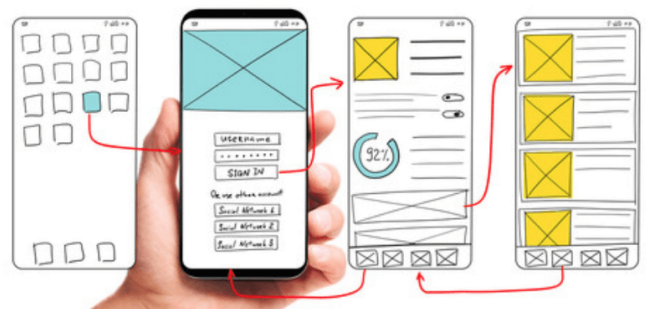 Username
SIGN IN
Or use other account
Social Network 1
Social Network 2
Social Network 3
92%